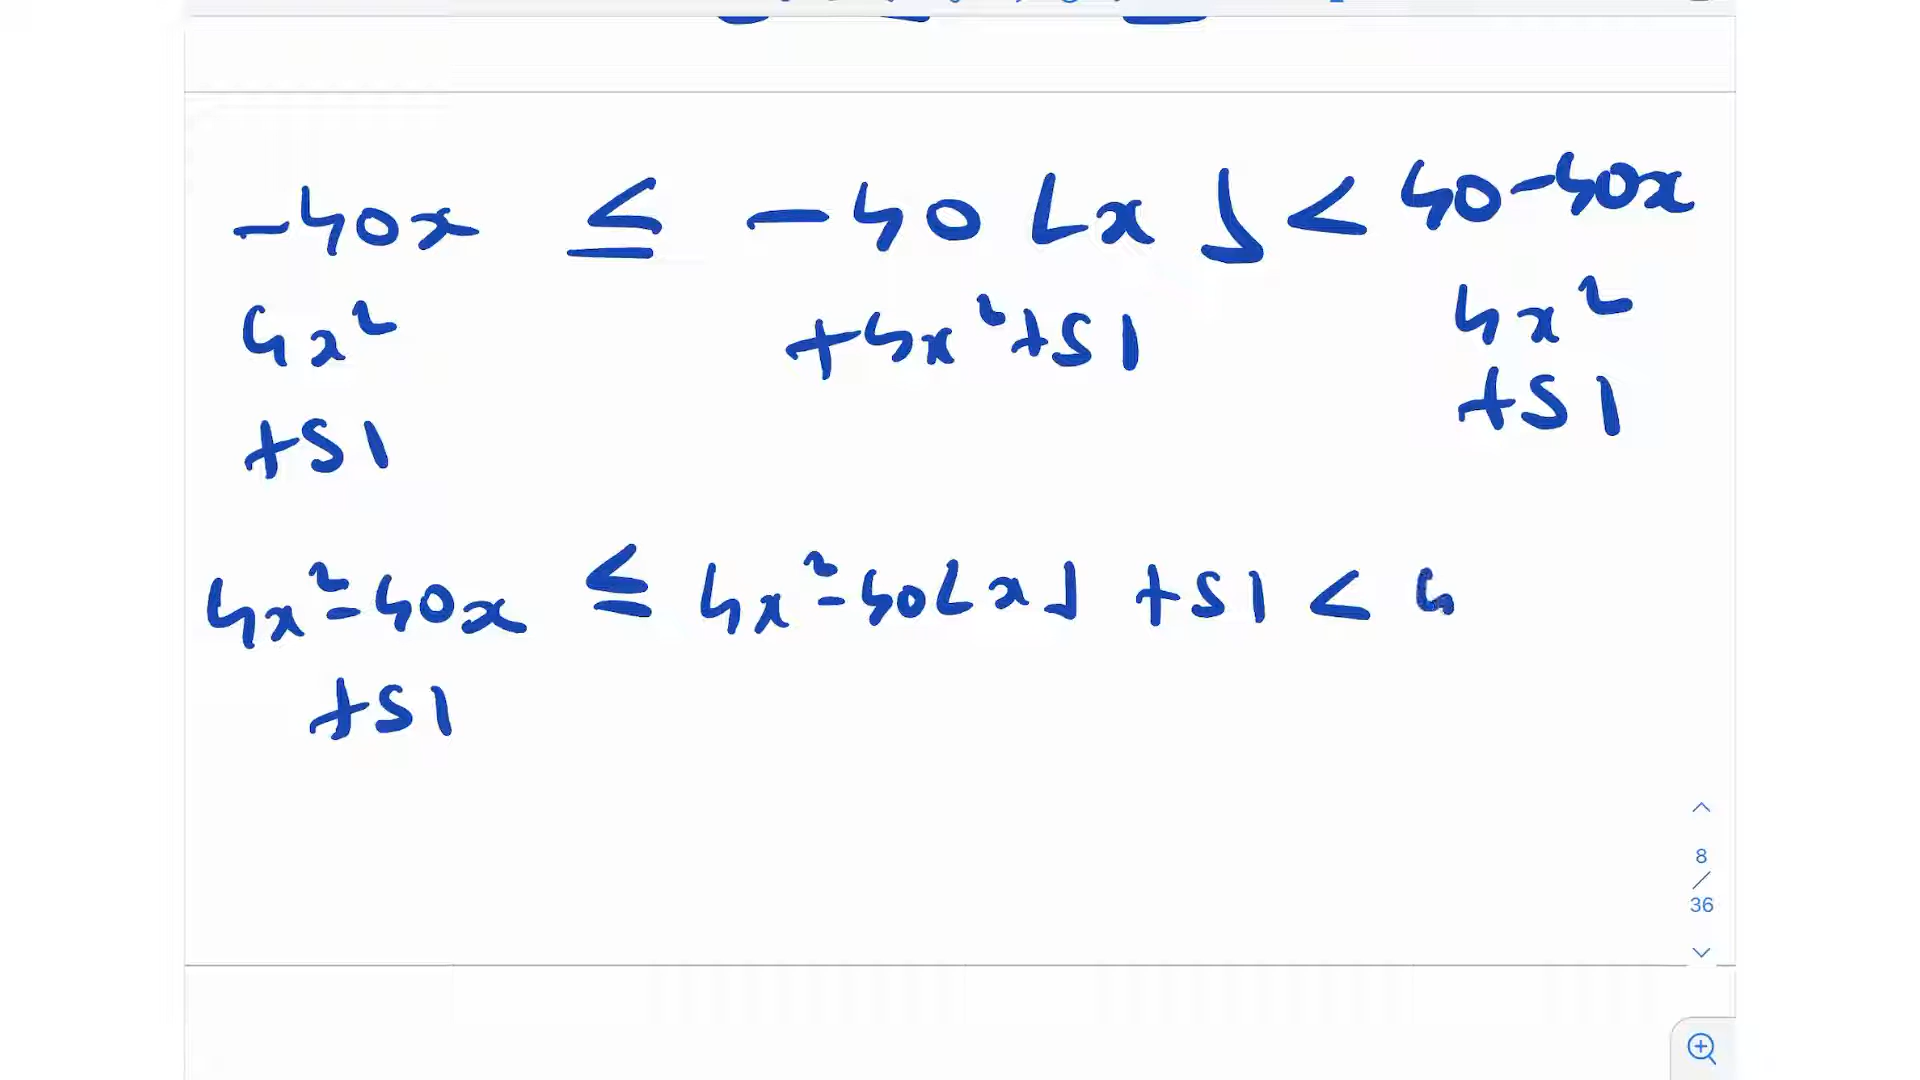 -40x ≤ -40⌊x⌋ < 40-40x
4x² +4x²+51 4x²
+51 +51
4x²-40x ≤ 4x²-40⌊x⌋ +51 < 4
+51
8
/
36